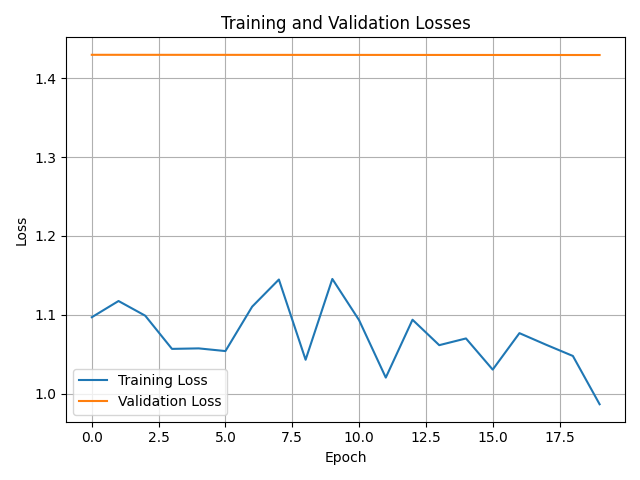 Training and Validation Losses
1.4
1.3
1.2
1.1
1.0
Loss
Training Loss
Validation Loss
0.0 2.5 5.0 7.5 10.0 12.5 15.0 17.5
Epoch